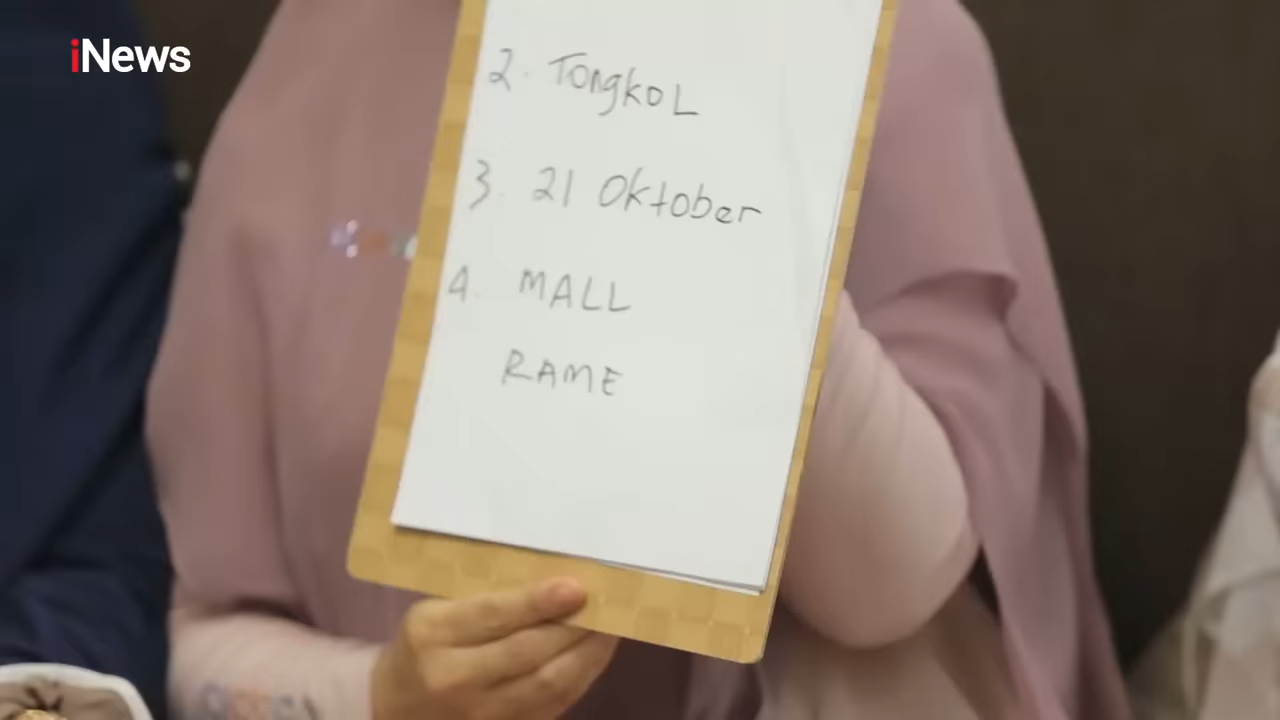 iNews
2. TongkoL
3. 21 Oktober
4. MALL
RAME